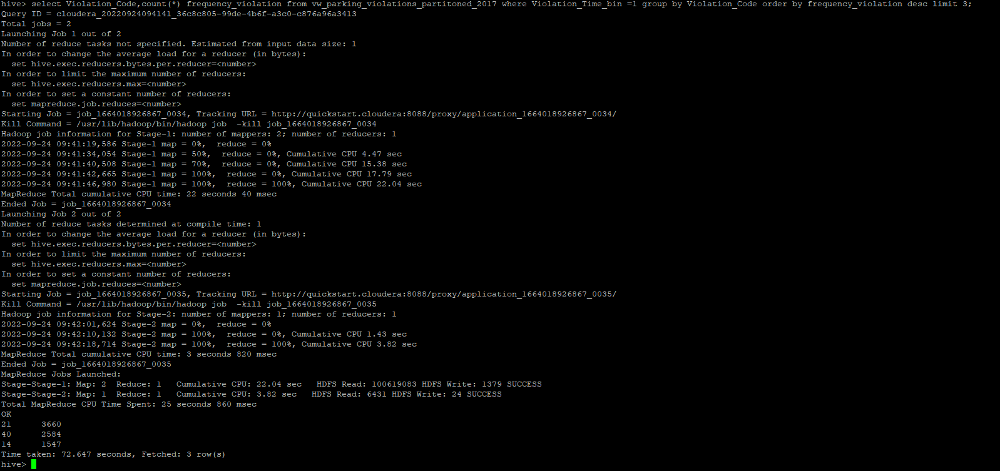 hive> select Violation_Code,count(*) frequency_violation from vw_parking_violations_partitoned_2017 where Violation_Time_bin =1 group by Violation_Code order by frequency_violation desc limit 3;
Query ID = cloudera_20220924094141_36c8c805-99de-4b6f-a3c0-c876a96a3413
Total jobs = 2
Launching Job 1 out of 2
Number of reduce tasks not specified. Estimated from input data size: 1
In order to change the average load for a reducer (in bytes):
  set hive.exec.reducers.bytes.per.reducer=<number>
In order to limit the maximum number of reducers:
  set hive.exec.reducers.max=<number>
In order to set a constant number of reducers:
  set mapreduce.job.reduces=<number>
Starting Job = job_1664018926867_0034, Tracking URL = http://quickstart.cloudera:8088/proxy/application_1664018926867_0034/
Kill Command = /usr/lib/hadoop/bin/hadoop job  -kill job_1664018926867_0034
Hadoop job information for Stage-1: number of mappers: 2; number of reducers: 1
2022-09-24 09:41:19,586 Stage-1 map = 0%,  reduce = 0%
2022-09-24 09:41:34,054 Stage-1 map = 50%,  reduce = 0%, Cumulative CPU 4.47 sec
2022-09-24 09:41:40,508 Stage-1 map = 70%,  reduce = 0%, Cumulative CPU 15.38 sec
2022-09-24 09:41:42,665 Stage-1 map = 100%,  reduce = 0%, Cumulative CPU 17.79 sec
2022-09-24 09:41:46,980 Stage-1 map = 100%,  reduce = 100%, Cumulative CPU 22.04 sec
MapReduce Total cumulative CPU time: 22 seconds 40 msec
Ended Job = job_1664018926867_0034
Launching Job 2 out of 2
Number of reduce tasks determined at compile time: 1
In order to change the average load for a reducer (in bytes):
  set hive.exec.reducers.bytes.per.reducer=<number>
In order to limit the maximum number of reducers:
  set hive.exec.reducers.max=<number>
In order to set a constant number of reducers:
  set mapreduce.job.reduces=<number>
Starting Job = job_1664018926867_0035, Tracking URL = http://quickstart.cloudera:8088/proxy/application_1664018926867_0035/
Kill Command = /usr/lib/hadoop/bin/hadoop job  -kill job_1664018926867_0035
Hadoop job information for Stage-2: number of mappers: 1; number of reducers: 1
2022-09-24 09:42:01,624 Stage-2 map = 0%,  reduce = 0%
2022-09-24 09:42:10,132 Stage-2 map = 100%,  reduce = 0%, Cumulative CPU 1.43 sec
2022-09-24 09:42:18,714 Stage-2 map = 100%,  reduce = 100%, Cumulative CPU 3.82 sec
MapReduce Total cumulative CPU time: 3 seconds 820 msec
Ended Job = job_1664018926867_0035
MapReduce Jobs Launched:
Stage-Stage-1: Map: 2  Reduce: 1   Cumulative CPU: 22.04 sec   HDFS Read: 100619083 HDFS Write: 1379 SUCCESS
Stage-Stage-2: Map: 1  Reduce: 1   Cumulative CPU: 3.82 sec   HDFS Read: 6431 HDFS Write: 24 SUCCESS
Total MapReduce CPU Time Spent: 25 seconds 860 msec
OK
21      3660
40      2584
14      1547
Time taken: 72.647 seconds, Fetched: 3 row(s)
hive>